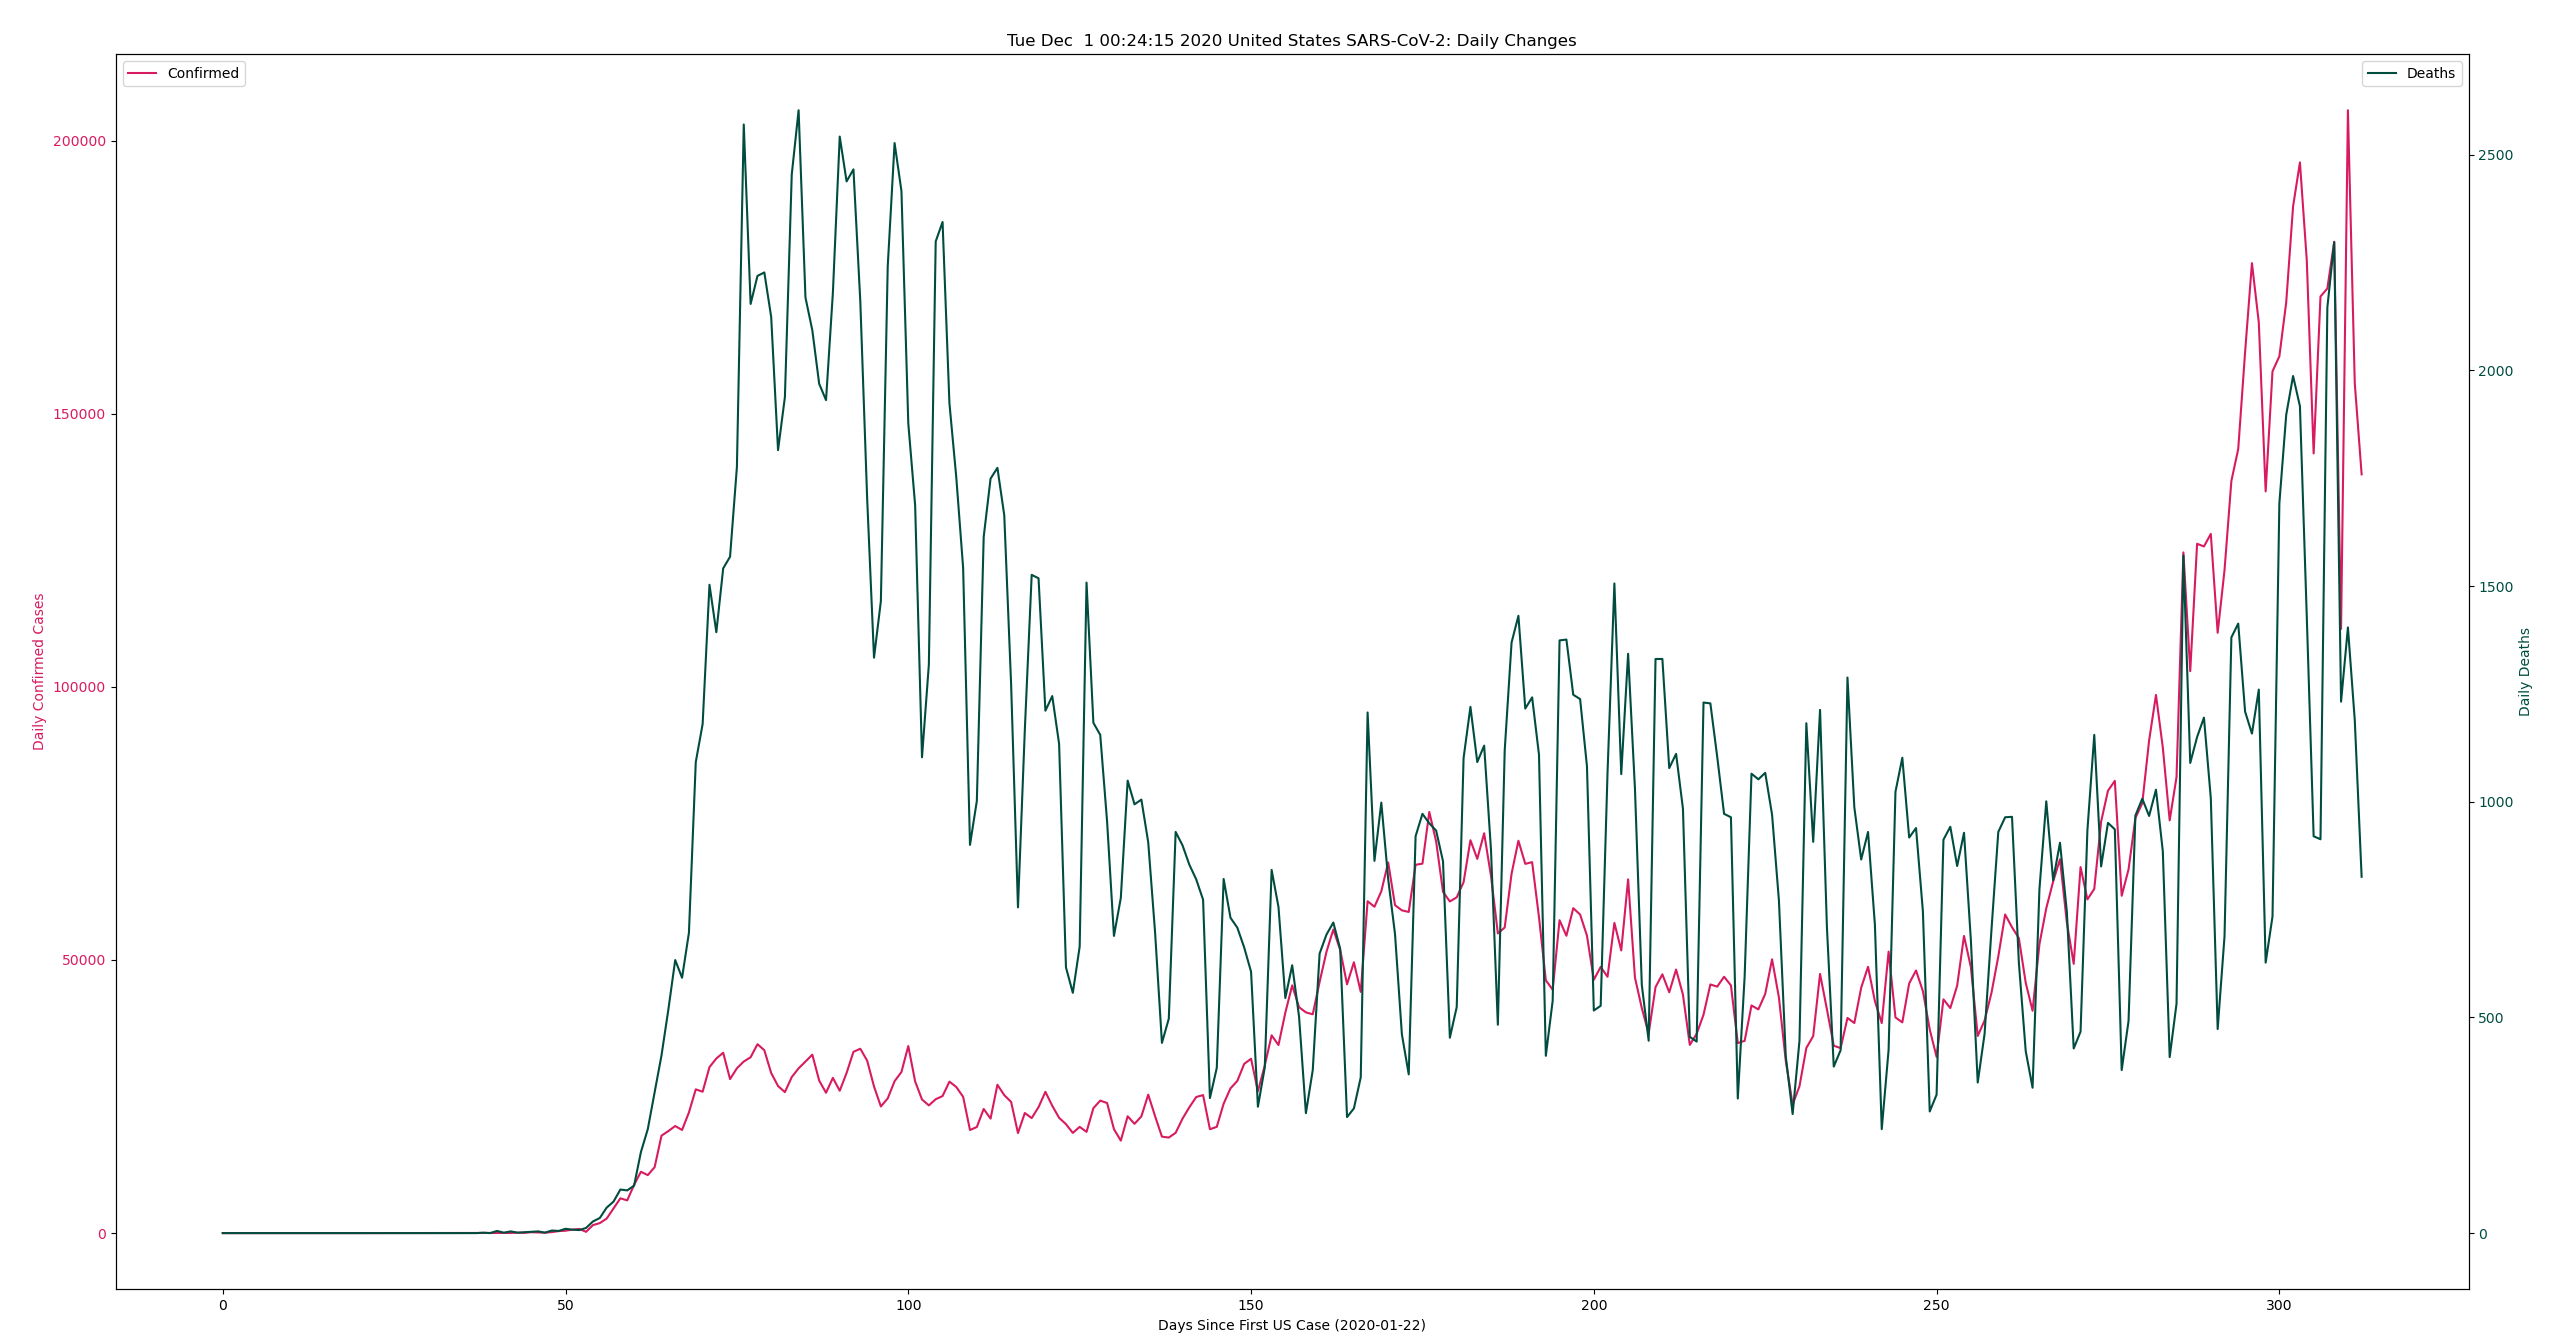 Tue Dec  1 00:24:15 2020 United States SARS-CoV-2: Daily Changes
Confirmed
Deaths
200000
150000
100000
50000
0
Daily Confirmed Cases
2500
2000
1500
1000
500
0
Daily Deaths
0 50 100 150 200 250 300
Days Since First US Case (2020-01-22)